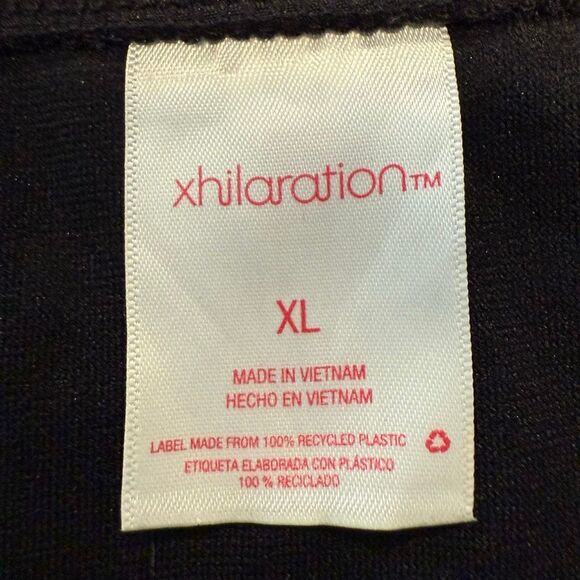 xhilaration™
XL
MADE IN VIETNAM
HECHO EN VIETNAM
LABEL MADE FROM 100% RECYCLED PLASTIC
ETIQUETA ELABORADA CON PLÁSTICO
100% RECICLADO